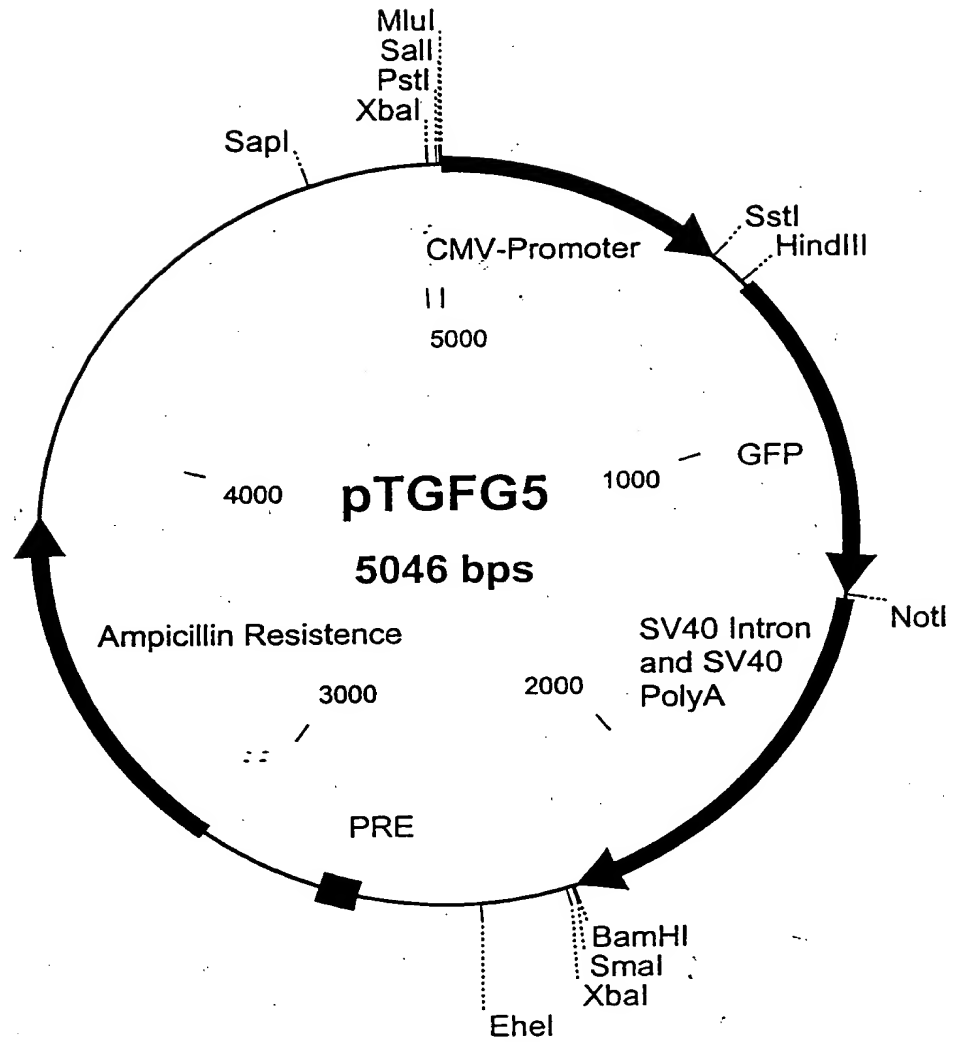 MluI
SalI
PstI
XbaI
SapI
SstI
HindIII
CMV-Promoter
5000
GFP
1000
4000
pTGFG5
5046 bps
NotI
Ampicillin Resistence
SV40 Intron
and SV40
PolyA
2000
3000
PRE
BamHI
SmaI
XbaI
EheI